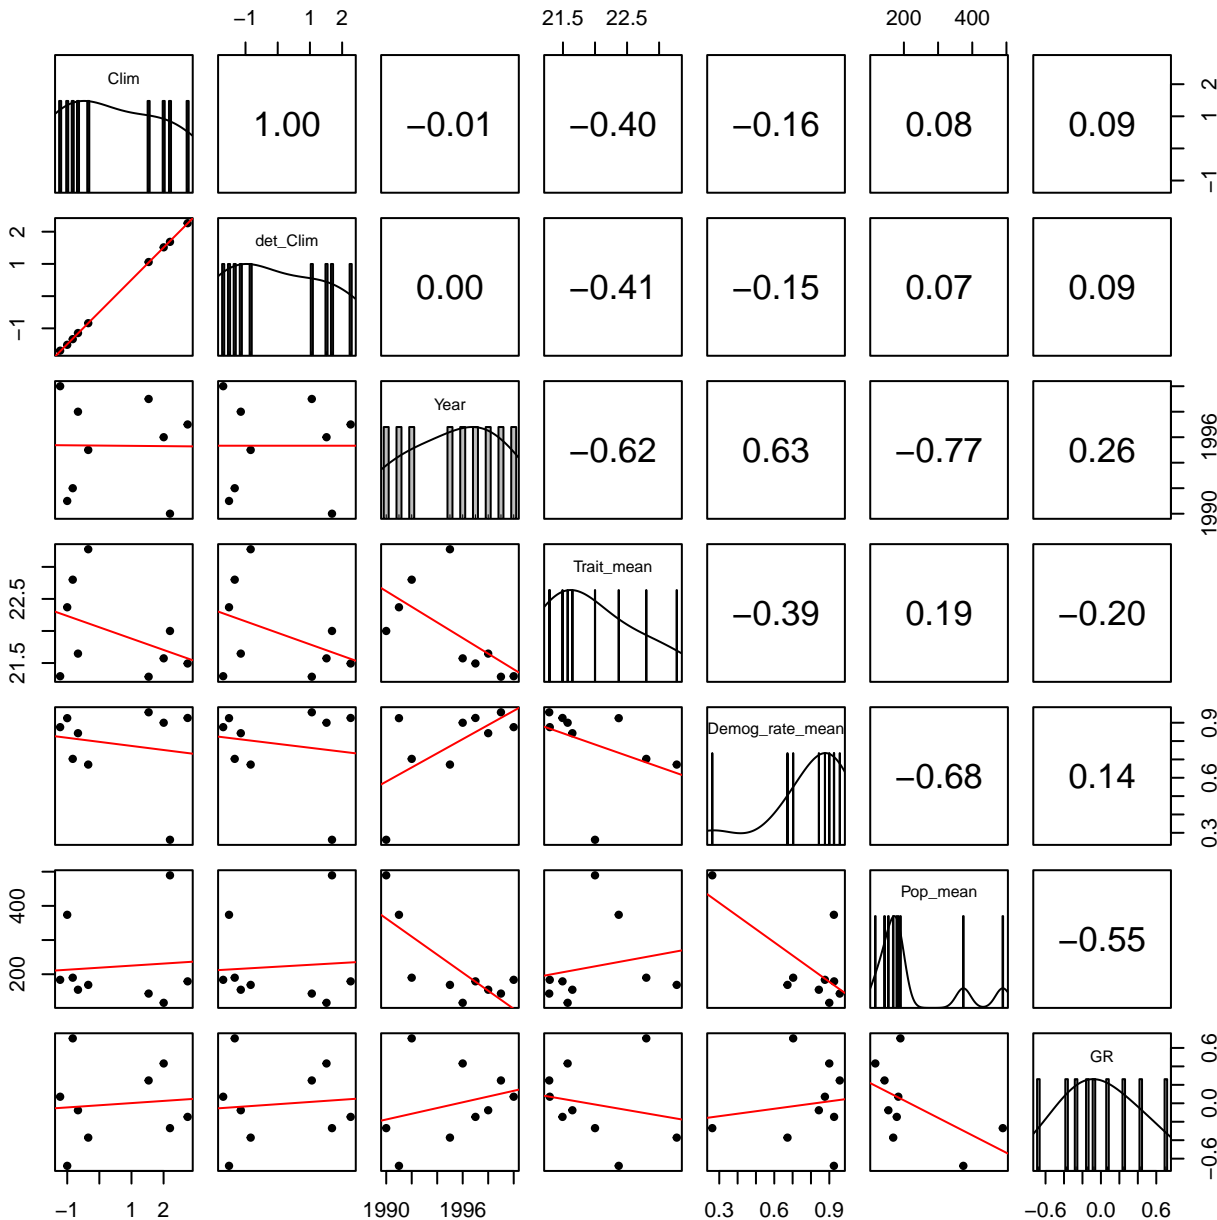 −1 1 2 21.5 22.5 200 400
Clim 1.00 −0.01 −0.40 −0.16 0.08 0.09 −1 1 2
−1 1 2 det_Clim 0.00 −0.41 −0.15 0.07 0.09
Year −0.62 0.63 −0.77 0.26 1990 1996
21.5 22.5 Trait_mean −0.39 0.19 −0.20
Demog_rate_mean −0.68 0.14 0.3 0.6 0.9
200 400 Pop_mean −0.55
GR −0.6 0.0 0.6
−1 1 2 1990 1996 0.3 0.6 0.9 −0.6 0.0 0.6